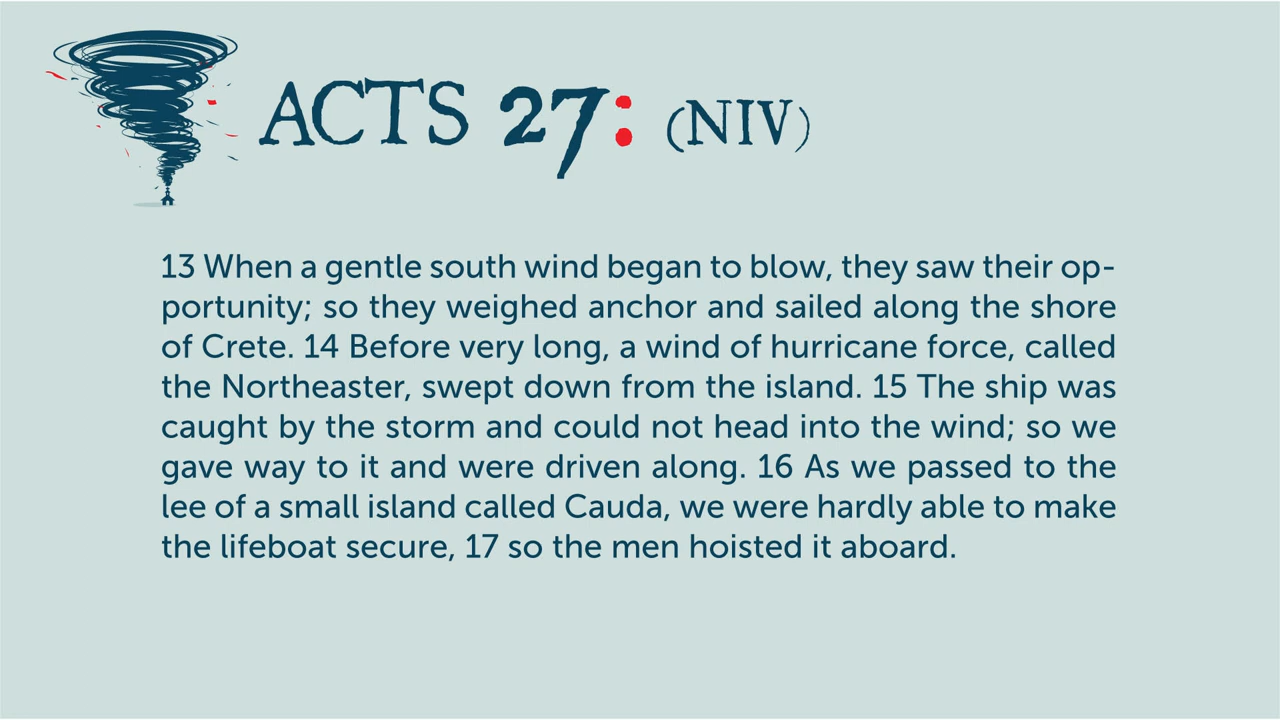 ACTS 27: (NIV)
13 When a gentle south wind began to blow, they saw their op-
portunity; so they weighed anchor and sailed along the shore
of Crete. 14 Before very long, a wind of hurricane force, called
the Northeaster, swept down from the island. 15 The ship was
caught by the storm and could not head into the wind; so we
gave way to it and were driven along. 16 As we passed to the
lee of a small island called Cauda, we were hardly able to make
the lifeboat secure, 17 so the men hoisted it aboard.